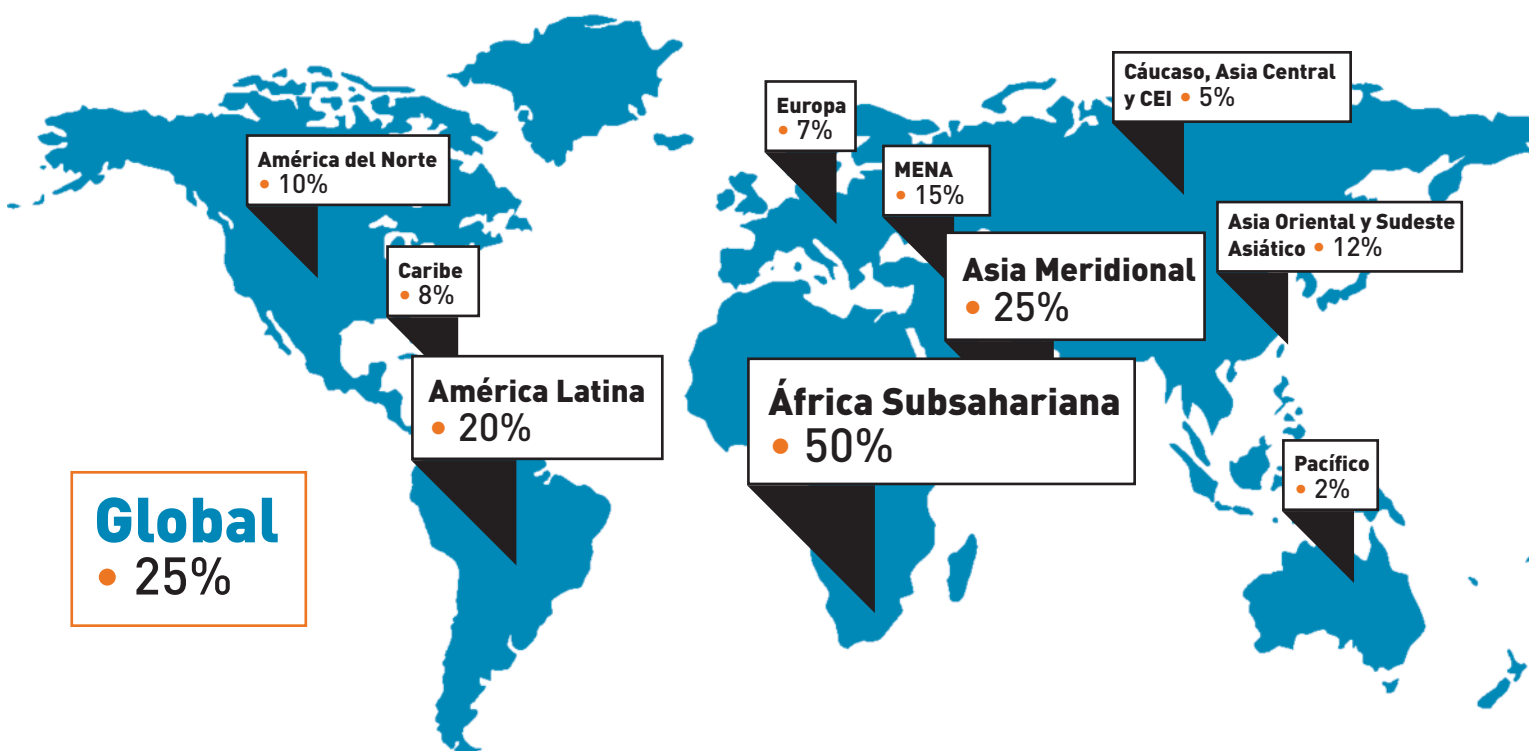 América del Norte
• 10%
Caribe
• 8%
América Latina
• 20%
Global
• 25%
Europa
• 7%
MENA
• 15%
Cáucaso, Asia Central
y CEI • 5%
Asia Oriental y Sudeste
Asiático • 12%
Asia Meridional
• 25%
África Subsahariana
• 50%
Pacífico
• 2%